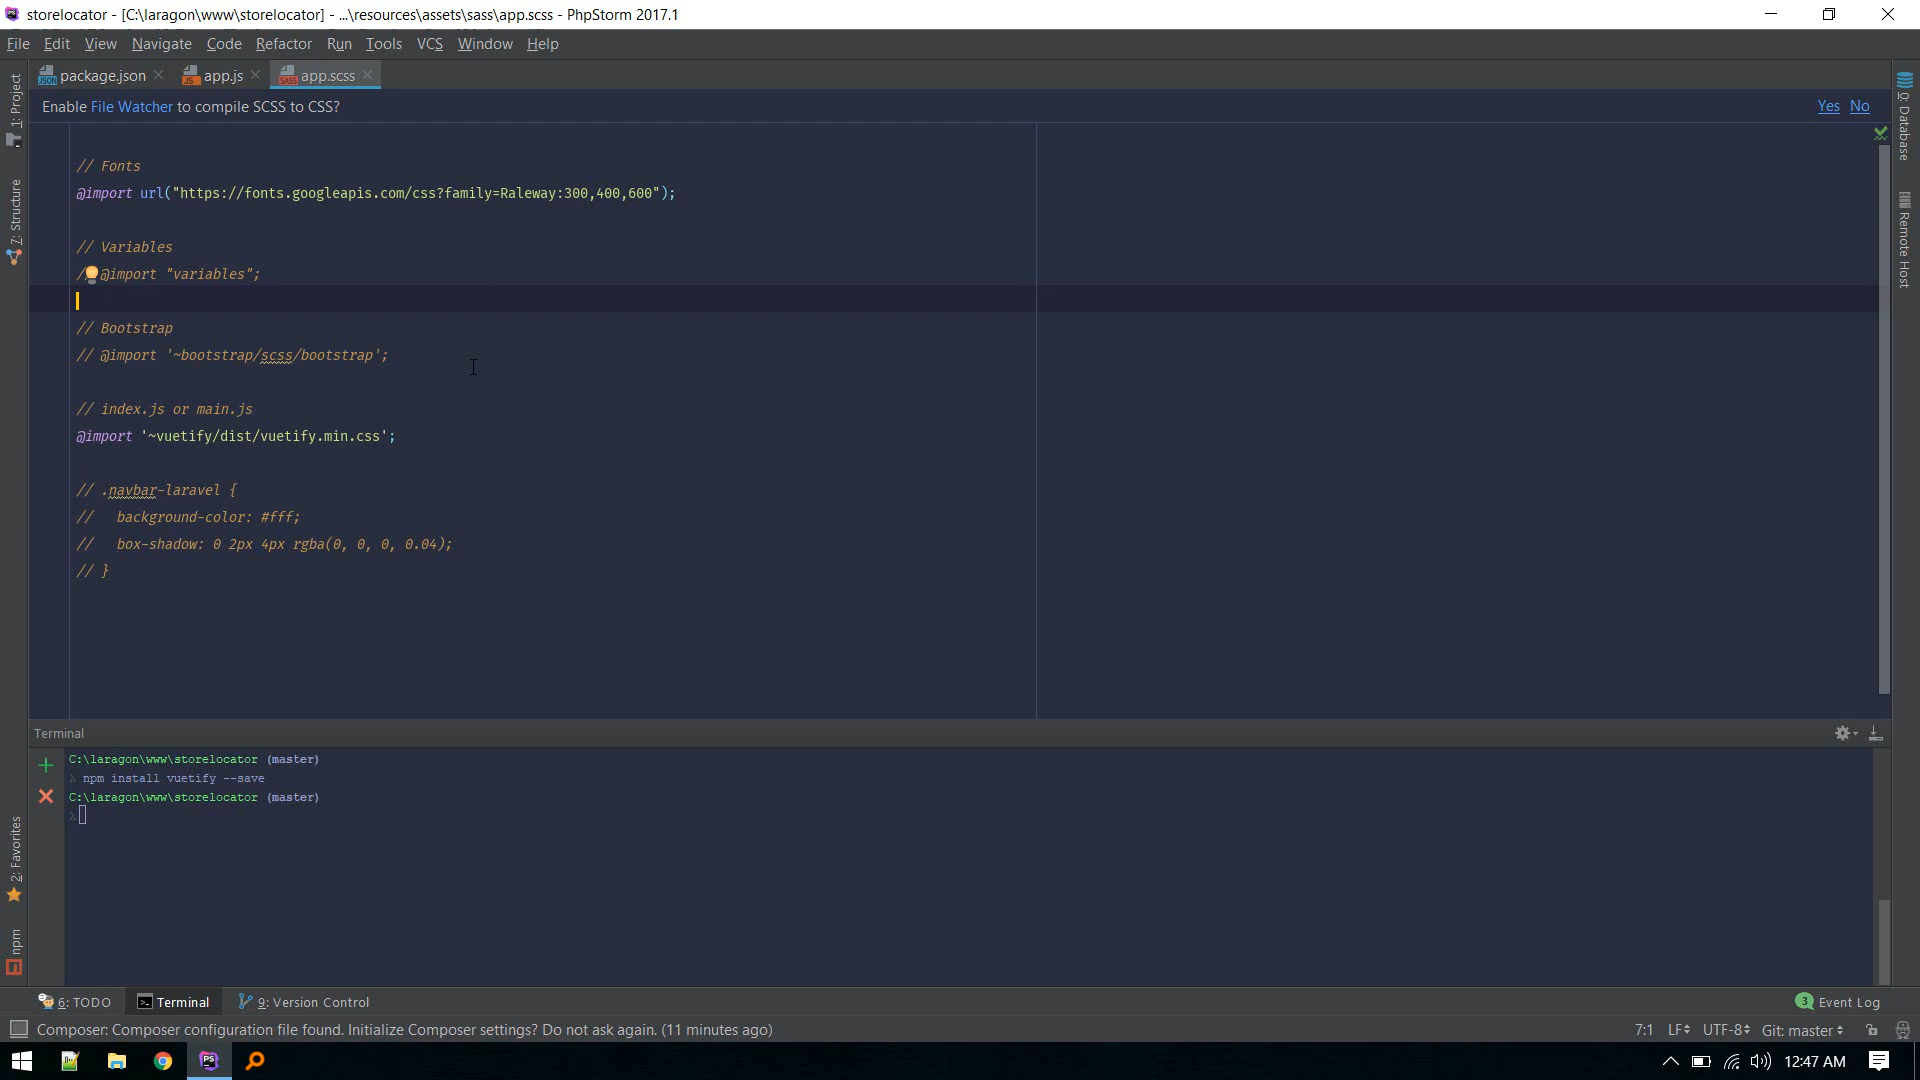 storelocator - [C:\laragon\www\storelocator] - ...\resources\assets\sass\app.scss - PhpStorm 2017.1
File Edit View Navigate Code Refactor Run Tools VCS Window Help
package.json app.js app.scss
Enable File Watcher to compile SCSS to CSS? Yes No
// Fonts
@import url("https://fonts.googleapis.com/css?family=Raleway:300,400,600");
// Variables
/ @import "variables";
// Bootstrap
// @import '~bootstrap/scss/bootstrap';
// index.js or main.js
@import '~vuetify/dist/vuetify.min.css';
// .navbar-laravel {
//   background-color: #fff;
//   box-shadow: 0 2px 4px rgba(0, 0, 0, 0.04);
// }
1: Project
7: Structure
2: Favorites
npm
0: Database
Remote Host
Terminal
C:\laragon\www\storelocator (master)
λ npm install vuetify --save
C:\laragon\www\storelocator (master)
λ
6: TODO Terminal 9: Version Control 3 Event Log
Composer: Composer configuration file found. Initialize Composer settings? Do not ask again. (11 minutes ago) 7:1 LF UTF-8 Git: master
12:47 AM